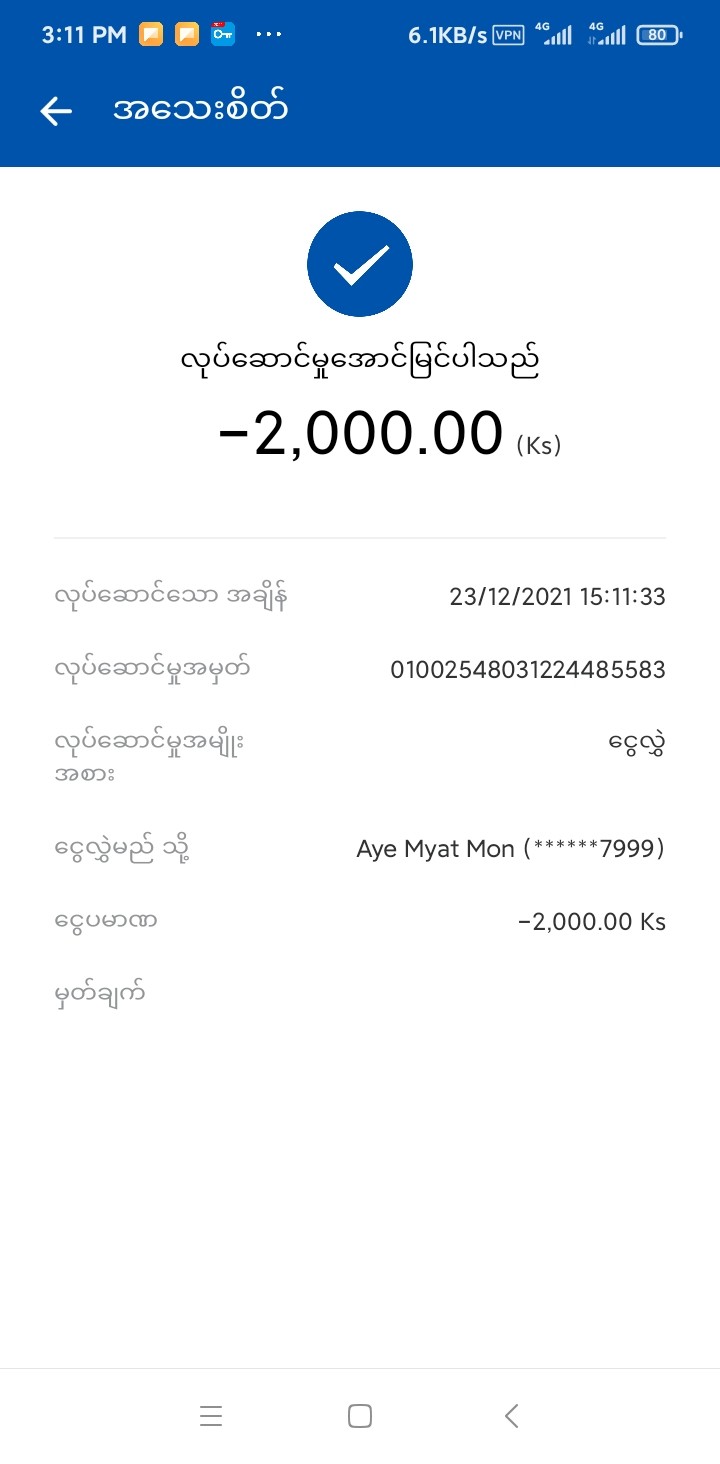 3:11 PM 6.1KB/s VPN 4G 4G 80
အသေးစိတ်
လုပ်ဆောင်မှုအောင်မြင်ပါသည်
−2,000.00 (Ks)
လုပ်ဆောင်သော အချိန် 23/12/2021 15:11:33
လုပ်ဆောင်မှုအမှတ် 01002548031224485583
လုပ်ဆောင်မှုအမျိုး ငွေလွှဲ
အစား
ငွေလွှဲမည် သို့ Aye Myat Mon (******7999)
ငွေပမာဏ −2,000.00 Ks
မှတ်ချက်